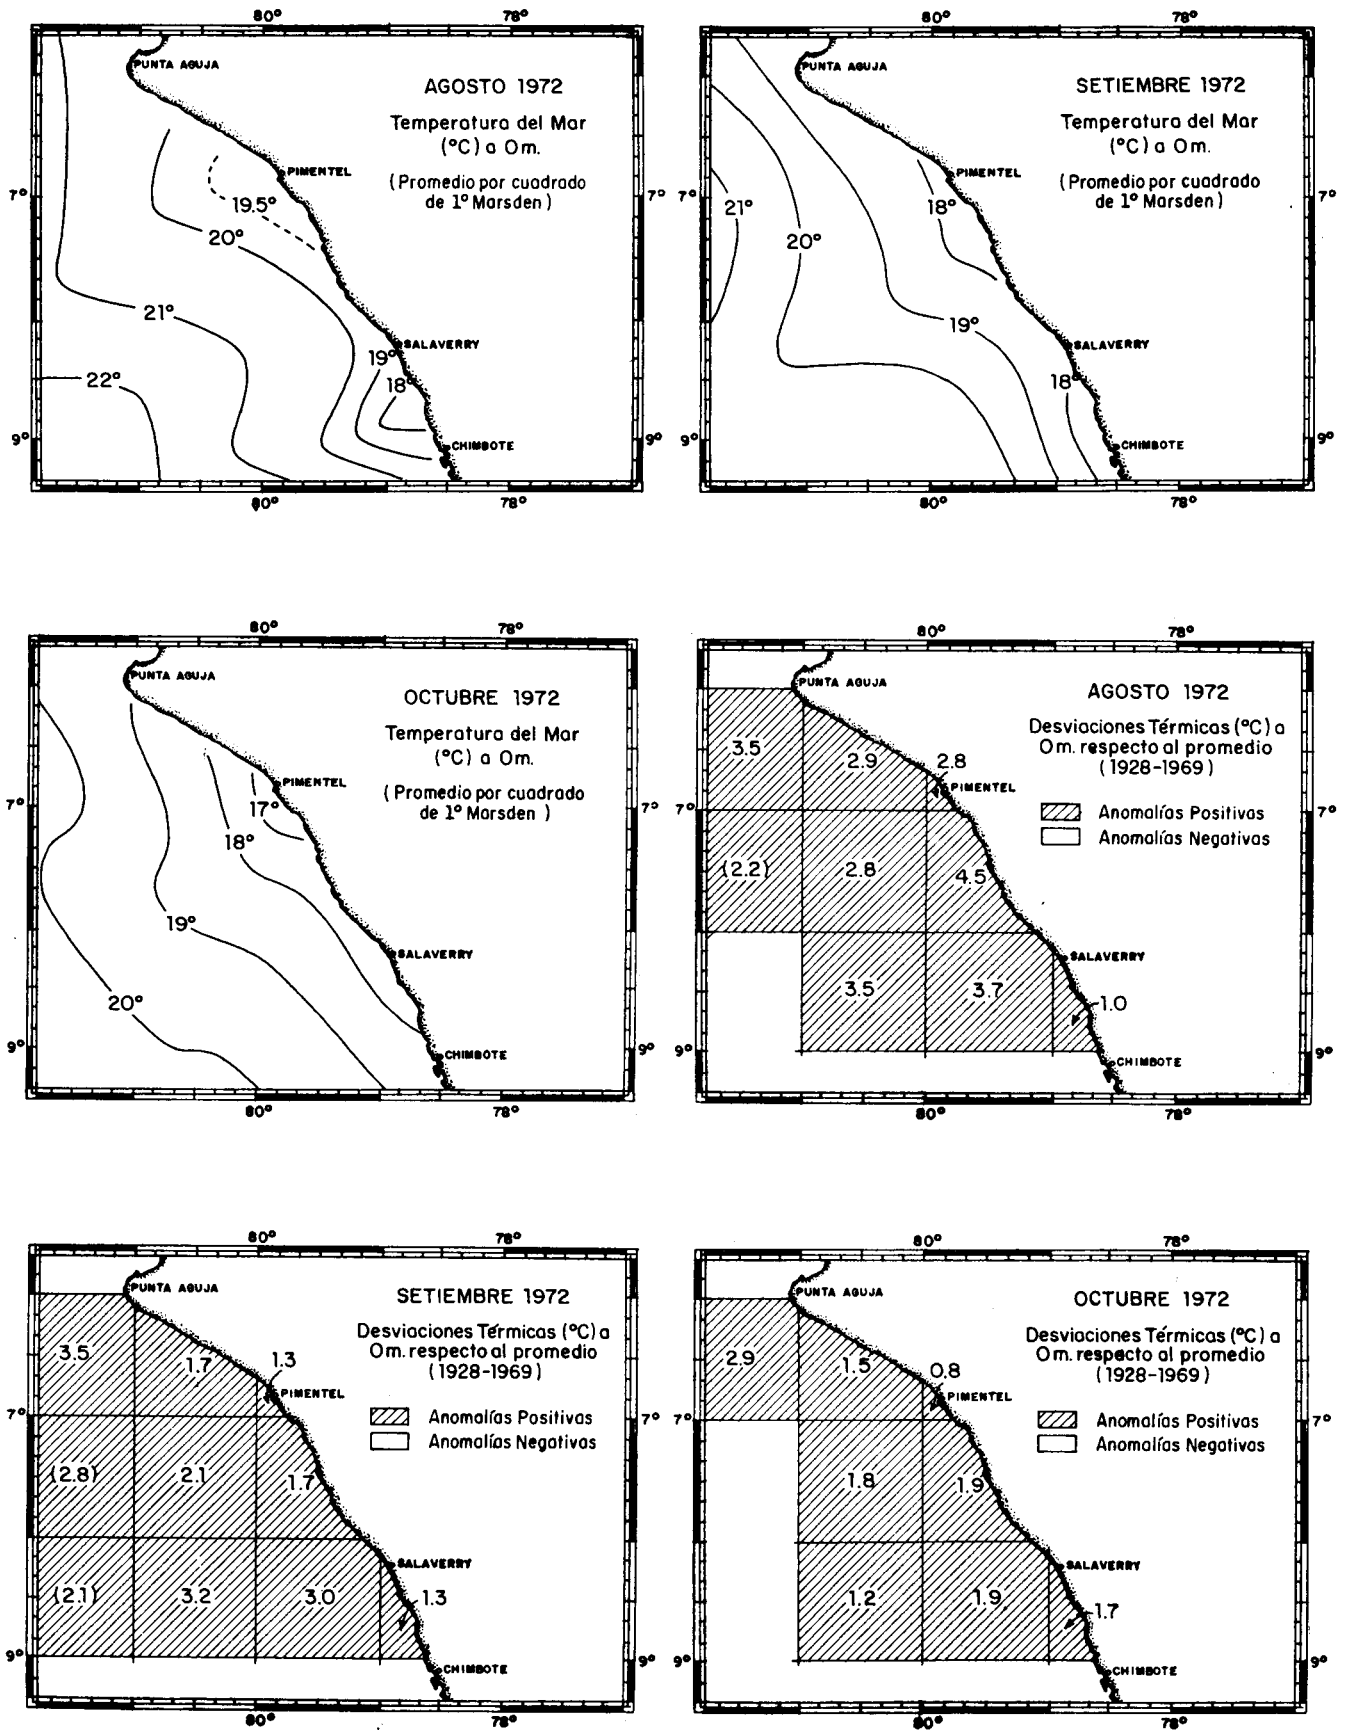 80°
78°
PUNTA AGUJA
AGOSTO 1972
Temperatura del Mar
(°C) a 0m.
(Promedio por cuadrado
de 1° Marsden)
PIMENTEL
7°
19.5°
20°
21°
SALAVERRY
19°
18°
22°
CHIMBOTE
9°
9°
80°
78°
80°
78°
PUNTA AGUJA
SETIEMBRE 1972
Temperatura del Mar
(°C) a 0m.
(Promedio por cuadrado
de 1° Marsden)
PIMENTEL
7°
21°
18°
20°
19°
SALAVERRY
18°
CHIMBOTE
9°
9°
80°
78°
80°
78°
PUNTA AGUJA
OCTUBRE 1972
Temperatura del Mar
(°C) a 0m.
(Promedio por cuadrado
de 1° Marsden)
PIMENTEL
7°
7°
17°
18°
19°
SALAVERRY
20°
CHIMBOTE
9°
9°
80°
78°
80°
78°
PUNTA AGUJA
AGOSTO 1972
Desviaciones Térmicas (°C) a
0m. respecto al promedio
(1928-1969)
3.5
2.9
2.8
PIMENTEL
7°
Anomalías Positivas
Anomalías Negativas
(2.2)
2.8
4.5
SALAVERRY
3.5
3.7
1.0
CHIMBOTE
9°
80°
78°
80°
78°
PUNTA AGUJA
SETIEMBRE 1972
Desviaciones Térmicas (°C) a
0m. respecto al promedio
(1928-1969)
3.5
1.7
1.3
PIMENTEL
7°
7°
Anomalías Positivas
Anomalías Negativas
(2.8)
2.1
1.7
SALAVERRY
(2.1)
3.2
3.0
1.3
CHIMBOTE
9°
9°
80°
78°
80°
78°
PUNTA AGUJA
OCTUBRE 1972
Desviaciones Térmicas (°C) a
0m. respecto al promedio
(1928-1969)
2.9
1.5
0.8
PIMENTEL
7°
Anomalías Positivas
Anomalías Negativas
1.8
1.9
SALAVERRY
1.2
1.9
1.7
CHIMBOTE
9°
80°
78°